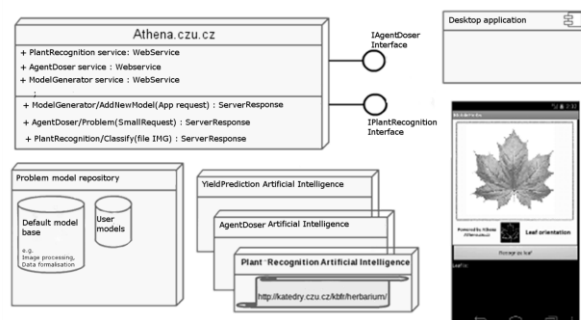 Athena.czu.cz
+ PlantRecognition service: WebService
+ AgentDoser service : Webservice
+ ModelGenerator service : WebService
:
+ ModelGenerator/AddNewModel(App request) : ServerResponse
+ AgentDoser/Problem(SmallRequest) : ServerResponse
+ PlantRecognition/Classify(file IMG) : ServerResponse
IAgentDoser
Interface
IPlantRecognition
Interface
Desktop application
Problem model repository
Default model
base
e.g.
Image processing,
Data formalisation
User
models
YieldPrediction Artificial Intelligence
AgentDoser Artificial Intelligence
Plant Recognition Artificial Intelligence
http://katedry.czu.cz/kbfr/herbarium/
Leaf orientation